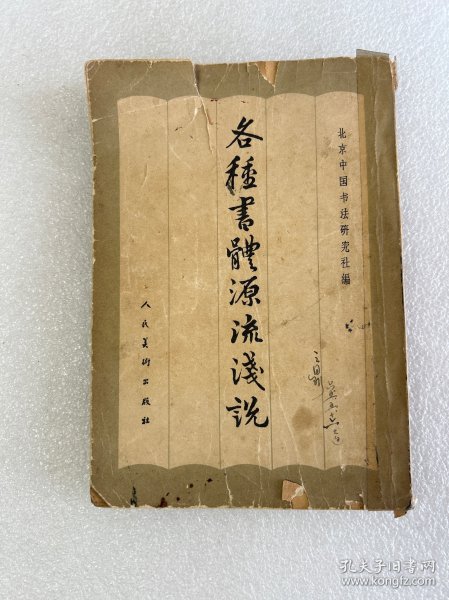 北京中国书法研究社编
各種書體源流淺說
人民美術出版社
孔夫子旧书网
www.kongfz.com